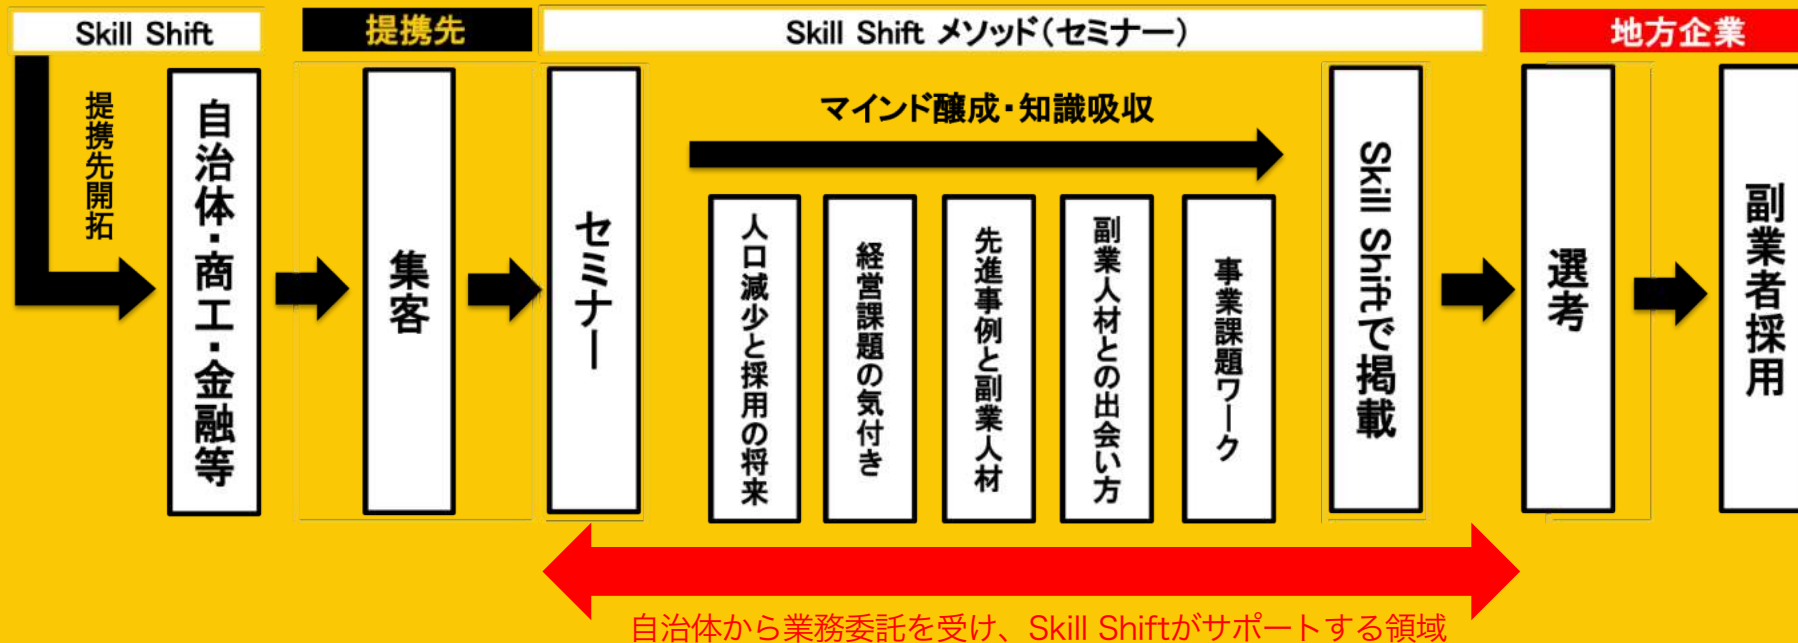 Skill Shift
提携先
Skill Shift メソッド(セミナー)
地方企業
提携先開拓
自治体・商工・金融等
集客
セミナー
マインド醸成・知識吸収
人口減少と採用の将来
経営課題の気付き
先進事例と副業人材
副業人材との出会い方
事業課題ワーク
Skill Shiftで掲載
選考
副業者採用
自治体から業務委託を受け、Skill Shiftがサポートする領域